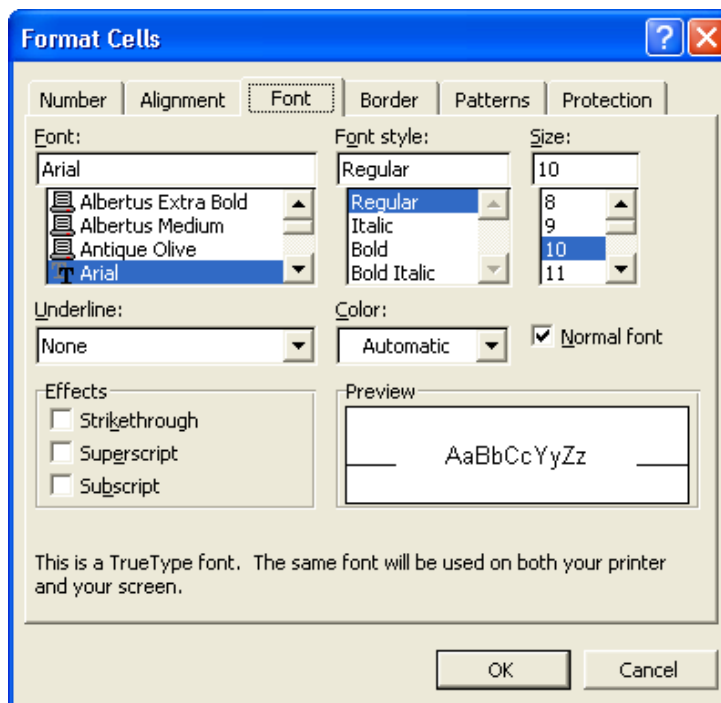 Format Cells
?
Number Alignment Font Border Patterns Protection
Font: Font style: Size:
Arial Regular 10
Albertus Extra Bold Regular 8
Albertus Medium Italic 9
Antique Olive Bold 10
Arial Bold Italic 11
Underline: Color:
None Automatic Normal font
Effects Preview
Strikethrough
Superscript AaBbCcYyZz
Subscript
This is a TrueType font. The same font will be used on both your printer
and your screen.
OK Cancel